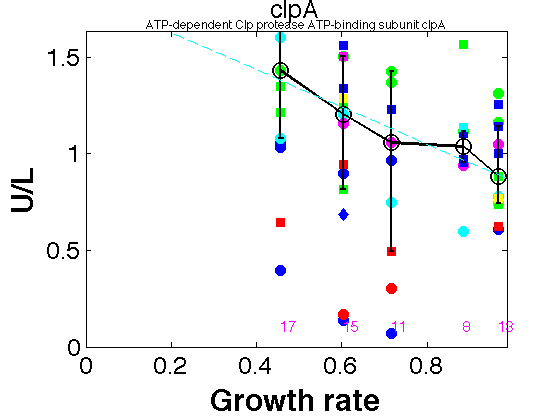 clpA
ATP-dependent Clp protease ATP-binding subunit clpA
1.5
1
0.5
0
U/L
17 15 11 8 13
0 0.2 0.4 0.6 0.8
Growth rate